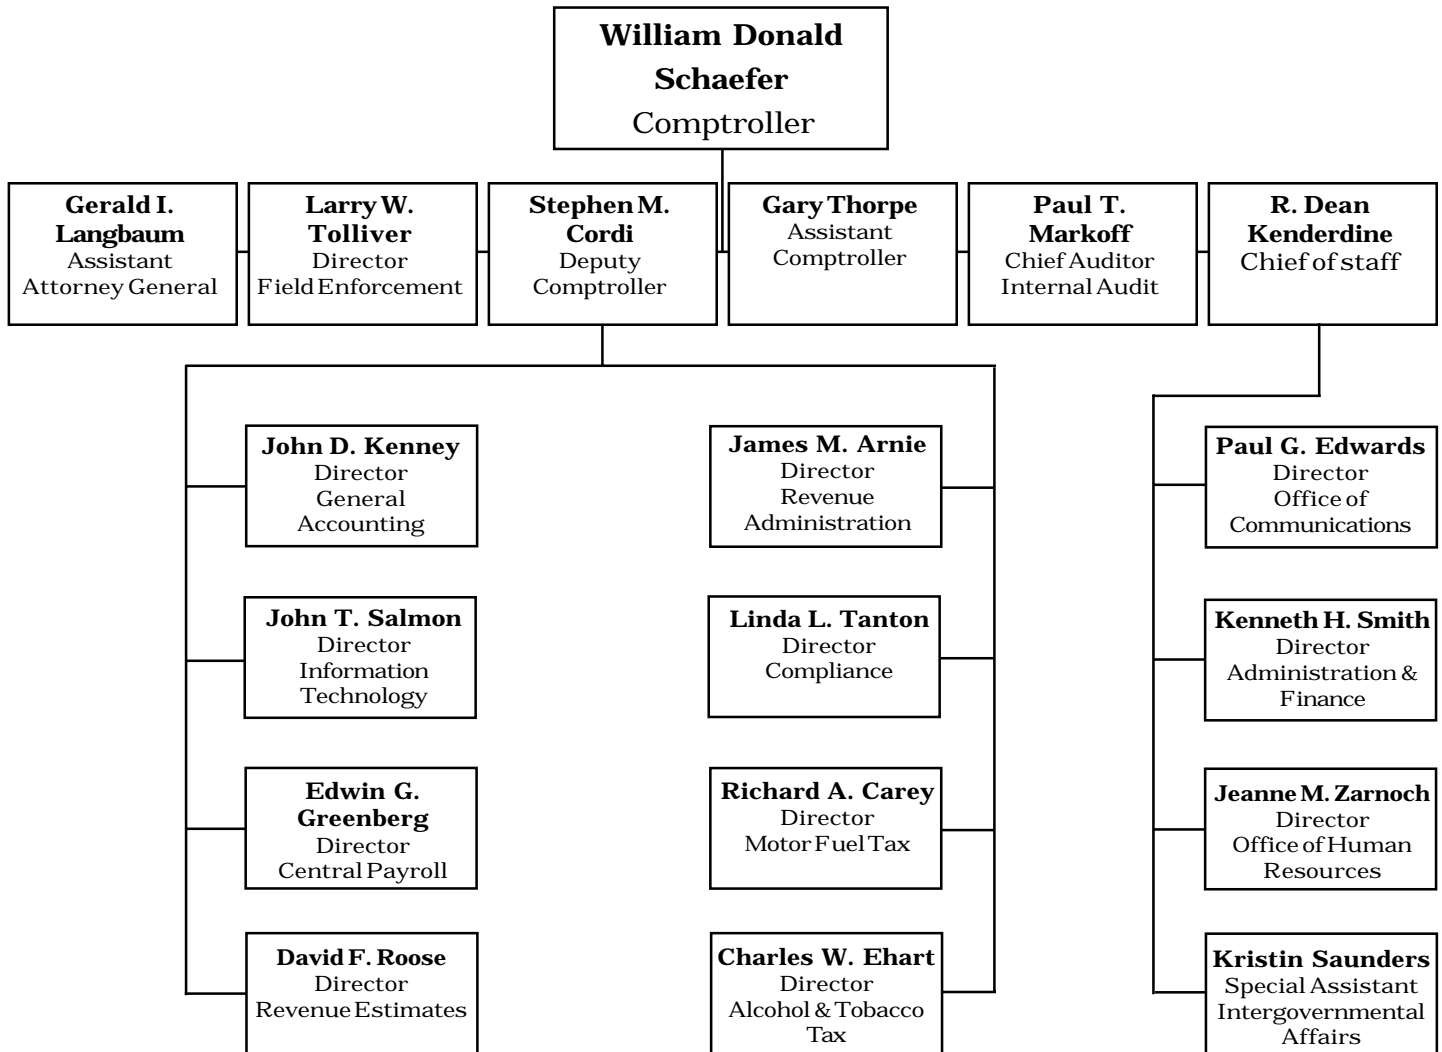 William Donald
Schaefer
Comptroller
Gerald I.
Langbaum
Assistant
Attorney General
Larry W.
Tolliver
Director
Field Enforcement
Stephen M.
Cordi
Deputy
Comptroller
Gary Thorpe
Assistant
Comptroller
Paul T.
Markoff
Chief Auditor
Internal Audit
R. Dean
Kenderdine
Chief of staff
John D. Kenney
Director
General
Accounting
James M. Arnie
Director
Revenue
Administration
Paul G. Edwards
Director
Office of
Communications
John T. Salmon
Director
Information
Technology
Linda L. Tanton
Director
Compliance
Kenneth H. Smith
Director
Administration &
Finance
Edwin G.
Greenberg
Director
Central Payroll
Richard A. Carey
Director
Motor Fuel Tax
Jeanne M. Zarnoch
Director
Office of Human
Resources
David F. Roose
Director
Revenue Estimates
Charles W. Ehart
Director
Alcohol & Tobacco
Tax
Kristin Saunders
Special Assistant
Intergovernmental
Affairs